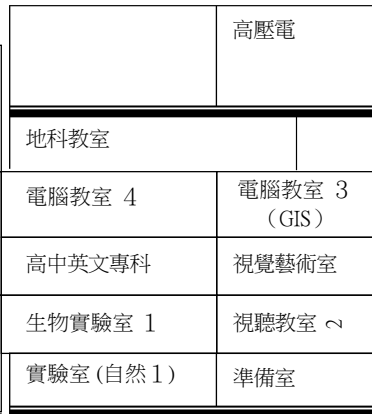 高壓電
地科教室
電腦教室 4
電腦教室 3
(GIS)
高中英文專科
視覺藝術室
生物實驗室 1
視聽教室 2
實驗室(自然1)
準備室